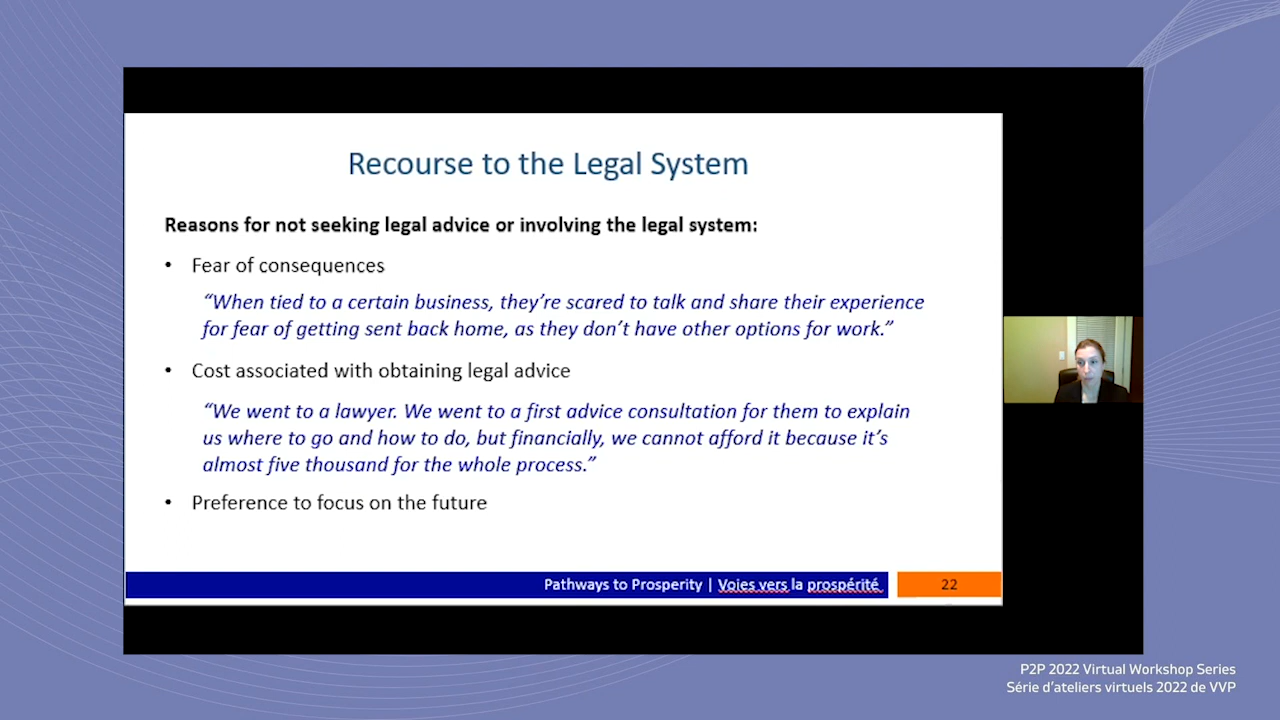 Recourse to the Legal System
Reasons for not seeking legal advice or involving the legal system:
• Fear of consequences
“When tied to a certain business, they’re scared to talk and share their experience
for fear of getting sent back home, as they don’t have other options for work.”
• Cost associated with obtaining legal advice
“We went to a lawyer. We went to a first advice consultation for them to explain
us where to go and how to do, but financially, we cannot afford it because it’s
almost five thousand for the whole process.”
• Preference to focus on the future
Pathways to Prosperity | Voies vers la prospérité
22
P2P 2022 Virtual Workshop Series
Série d’ateliers virtuels 2022 de VVP